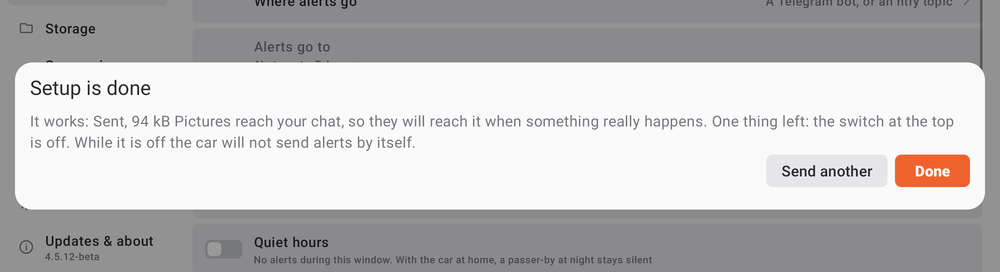 Where alerts go
A Telegram bot, or an ntfy topic
Storage
Alerts go to
Setup is done
It works: Sent, 94 kB Pictures reach your chat, so they will reach it when something really happens. One thing left: the switch at the top
is off. While it is off the car will not send alerts by itself.
Send another
Done
Updates & about
4.5.12-beta
Quiet hours
No alerts during this window. With the car at home, a passer-by at night stays silent